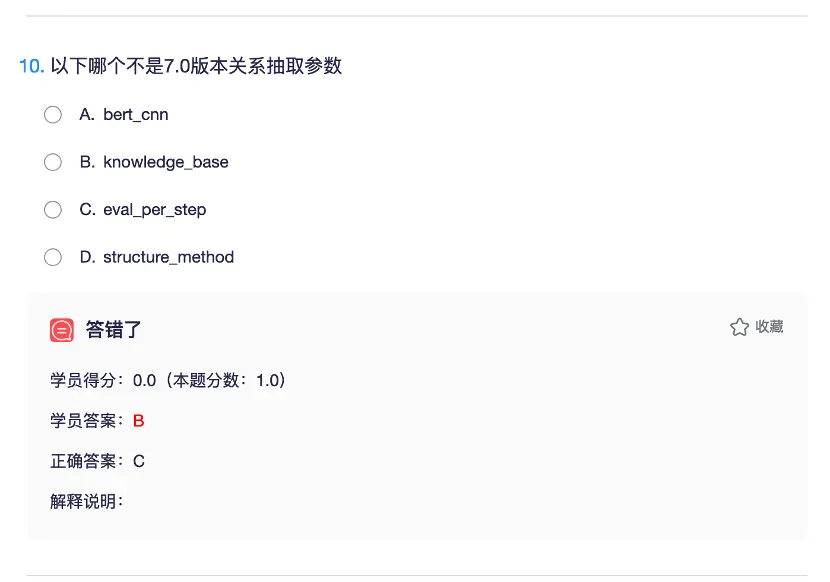 10. 以下哪个不是7.0版本关系抽取参数
A. bert_cnn
B. knowledge_base
C. eval_per_step
D. structure_method
答错了
收藏
学员得分：0.0（本题分数：1.0）
学员答案：B
正确答案：C
解释说明：